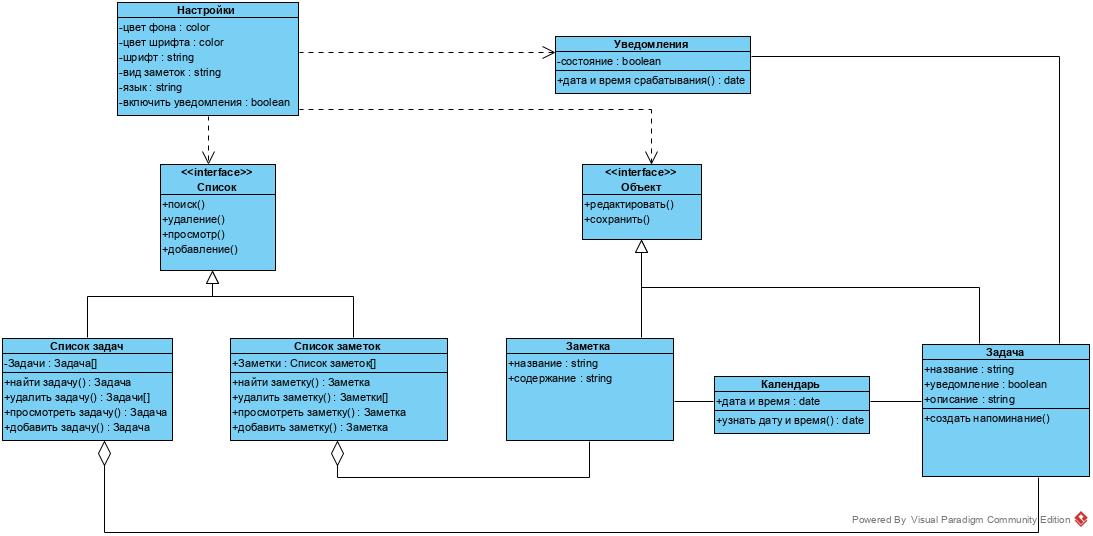 Настройки
-цвет фона : color
-цвет шрифта : color
-шрифт : string
-вид заметок : string
-язык : string
-включить уведомления : boolean
Уведомления
-состояние : boolean
+дата и время срабатывания() : date
<<interface>>
Список
+поиск()
+удаление()
+просмотр()
+добавление()
<<interface>>
Объект
+редактировать()
+сохранить()
Список задач
-Задачи : Задача[]
+найти задачу() : Задача
+удалить задачу() : Задачи[]
+просмотреть задачу() : Задача
+добавить задачу() : Задача
Список заметок
+Заметки : Список заметок[]
+найти заметку() : Заметка
+удалить заметку() : Заметки[]
+просмотреть заметку() : Заметка
+добавить заметку() : Заметка
Заметка
+название : string
+содержание : string
Календарь
+дата и время : date
+узнать дату и время() : date
Задача
+название : string
+уведомление : boolean
+описание : string
+создать напоминание()
Powered By Visual Paradigm Community Edition